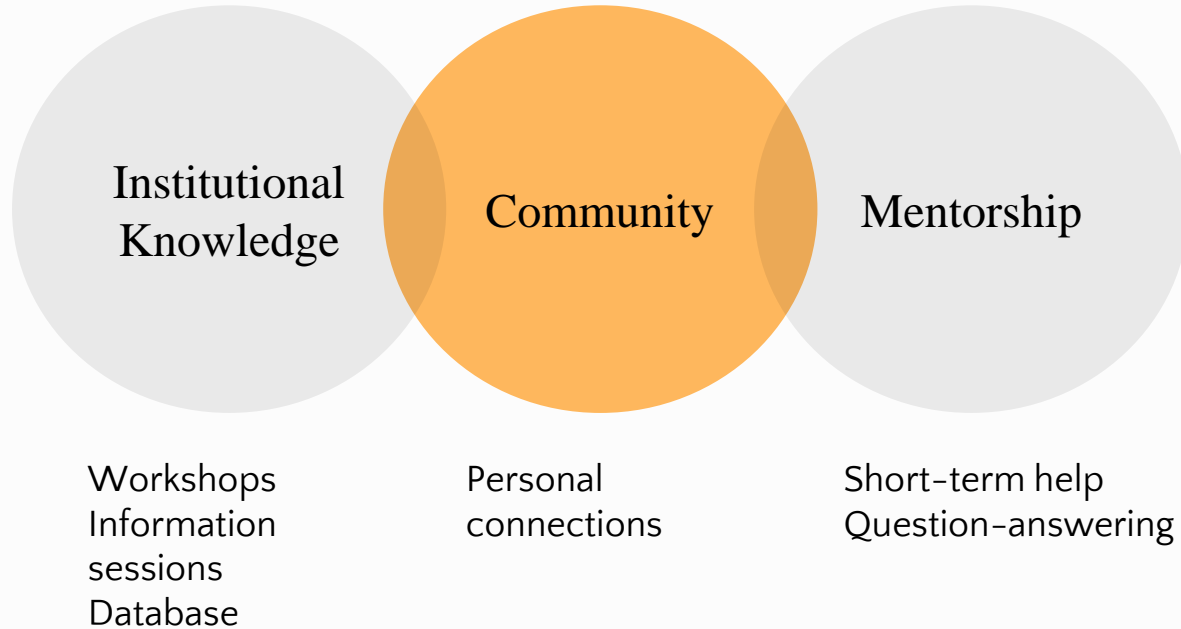 Institutional
Knowledge
Community
Mentorship
Workshops
Information
sessions
Database
Personal
connections
Short-term help
Question-answering